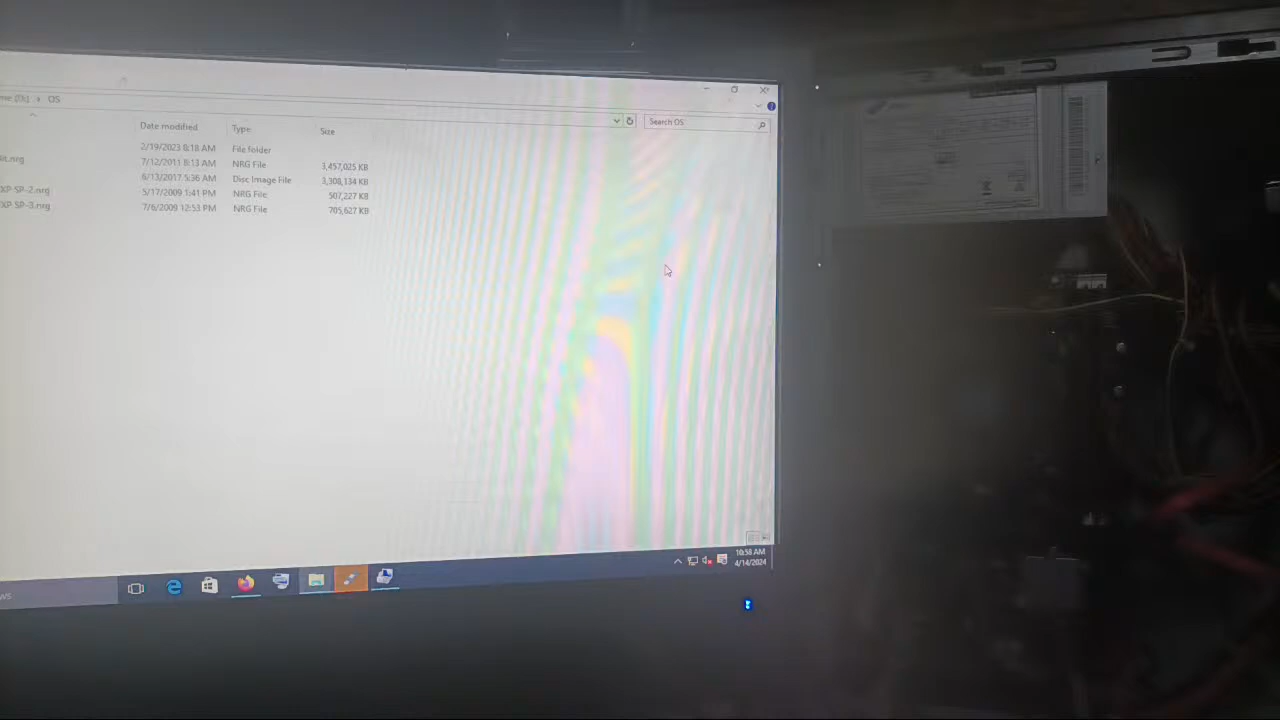 me (D:) › OS
Search OS
Date modified Type Size
2/19/2023 8:18 AM File folder
it.nrg 7/12/2011 8:13 AM NRG File 3,457,025 KB
6/13/2017 5:36 AM Disc Image File 3,308,134 KB
XP SP-2.nrg 5/17/2009 1:41 PM NRG File 507,227 KB
XP SP-3.nrg 7/6/2009 12:53 PM NRG File 705,627 KB
10:58 AM
ws
4/14/2024